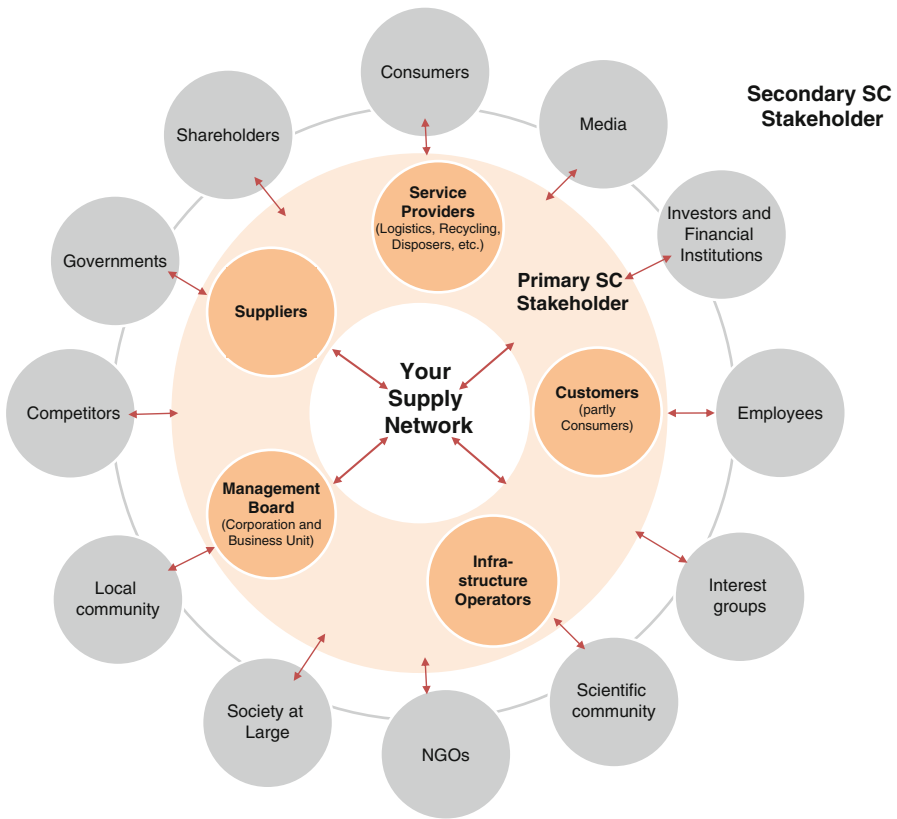 Consumers
Media
Secondary SC
Stakeholder
Shareholders
Service
Providers
(Logistics, Recycling,
Disposers, etc.)
Investors and
Financial
Institutions
Governments
Suppliers
Primary SC
Stakeholder
Your
Supply
Network
Customers
(partly
Consumers)
Competitors
Employees
Management
Board
(Corporation and
Business Unit)
Infra-
structure
Operators
Local
community
Interest
groups
Society at
Large
NGOs
Scientific
community